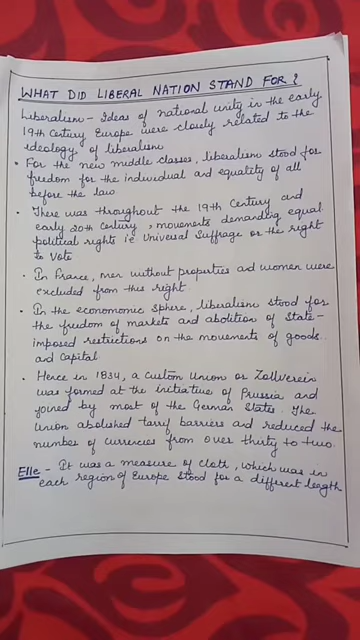 WHAT DID LIBERAL NATION STAND FOR?
Liberalism - Ideas of national unity in the early
19th Century Europe were closely related to the
ideology of liberalism
• For the new middle classes, liberalism stood for
freedom for the individual and equality of all
before the law
• There was throughout the 19th Century and
early 20th Century, movements demanding equal
political rights i.e Universal Suffrage or the right
to Vote
• In France, men without properties and women were
excluded from this right
• In the econonomic sphere, liberalism stood for
the freedom of markets and abolition of State-
imposed restrictions on the movements of goods
and capital
• Hence in 1834, a custom Union or Zollverein
was formed at the initiative of Prussia and
joined by most of the German States. The
Union abolished tarrif barriers and reduced the
number of currencies from over thirty to two.
Elle - It was a measure of cloth, which was in
each region of Europe stood for a different length